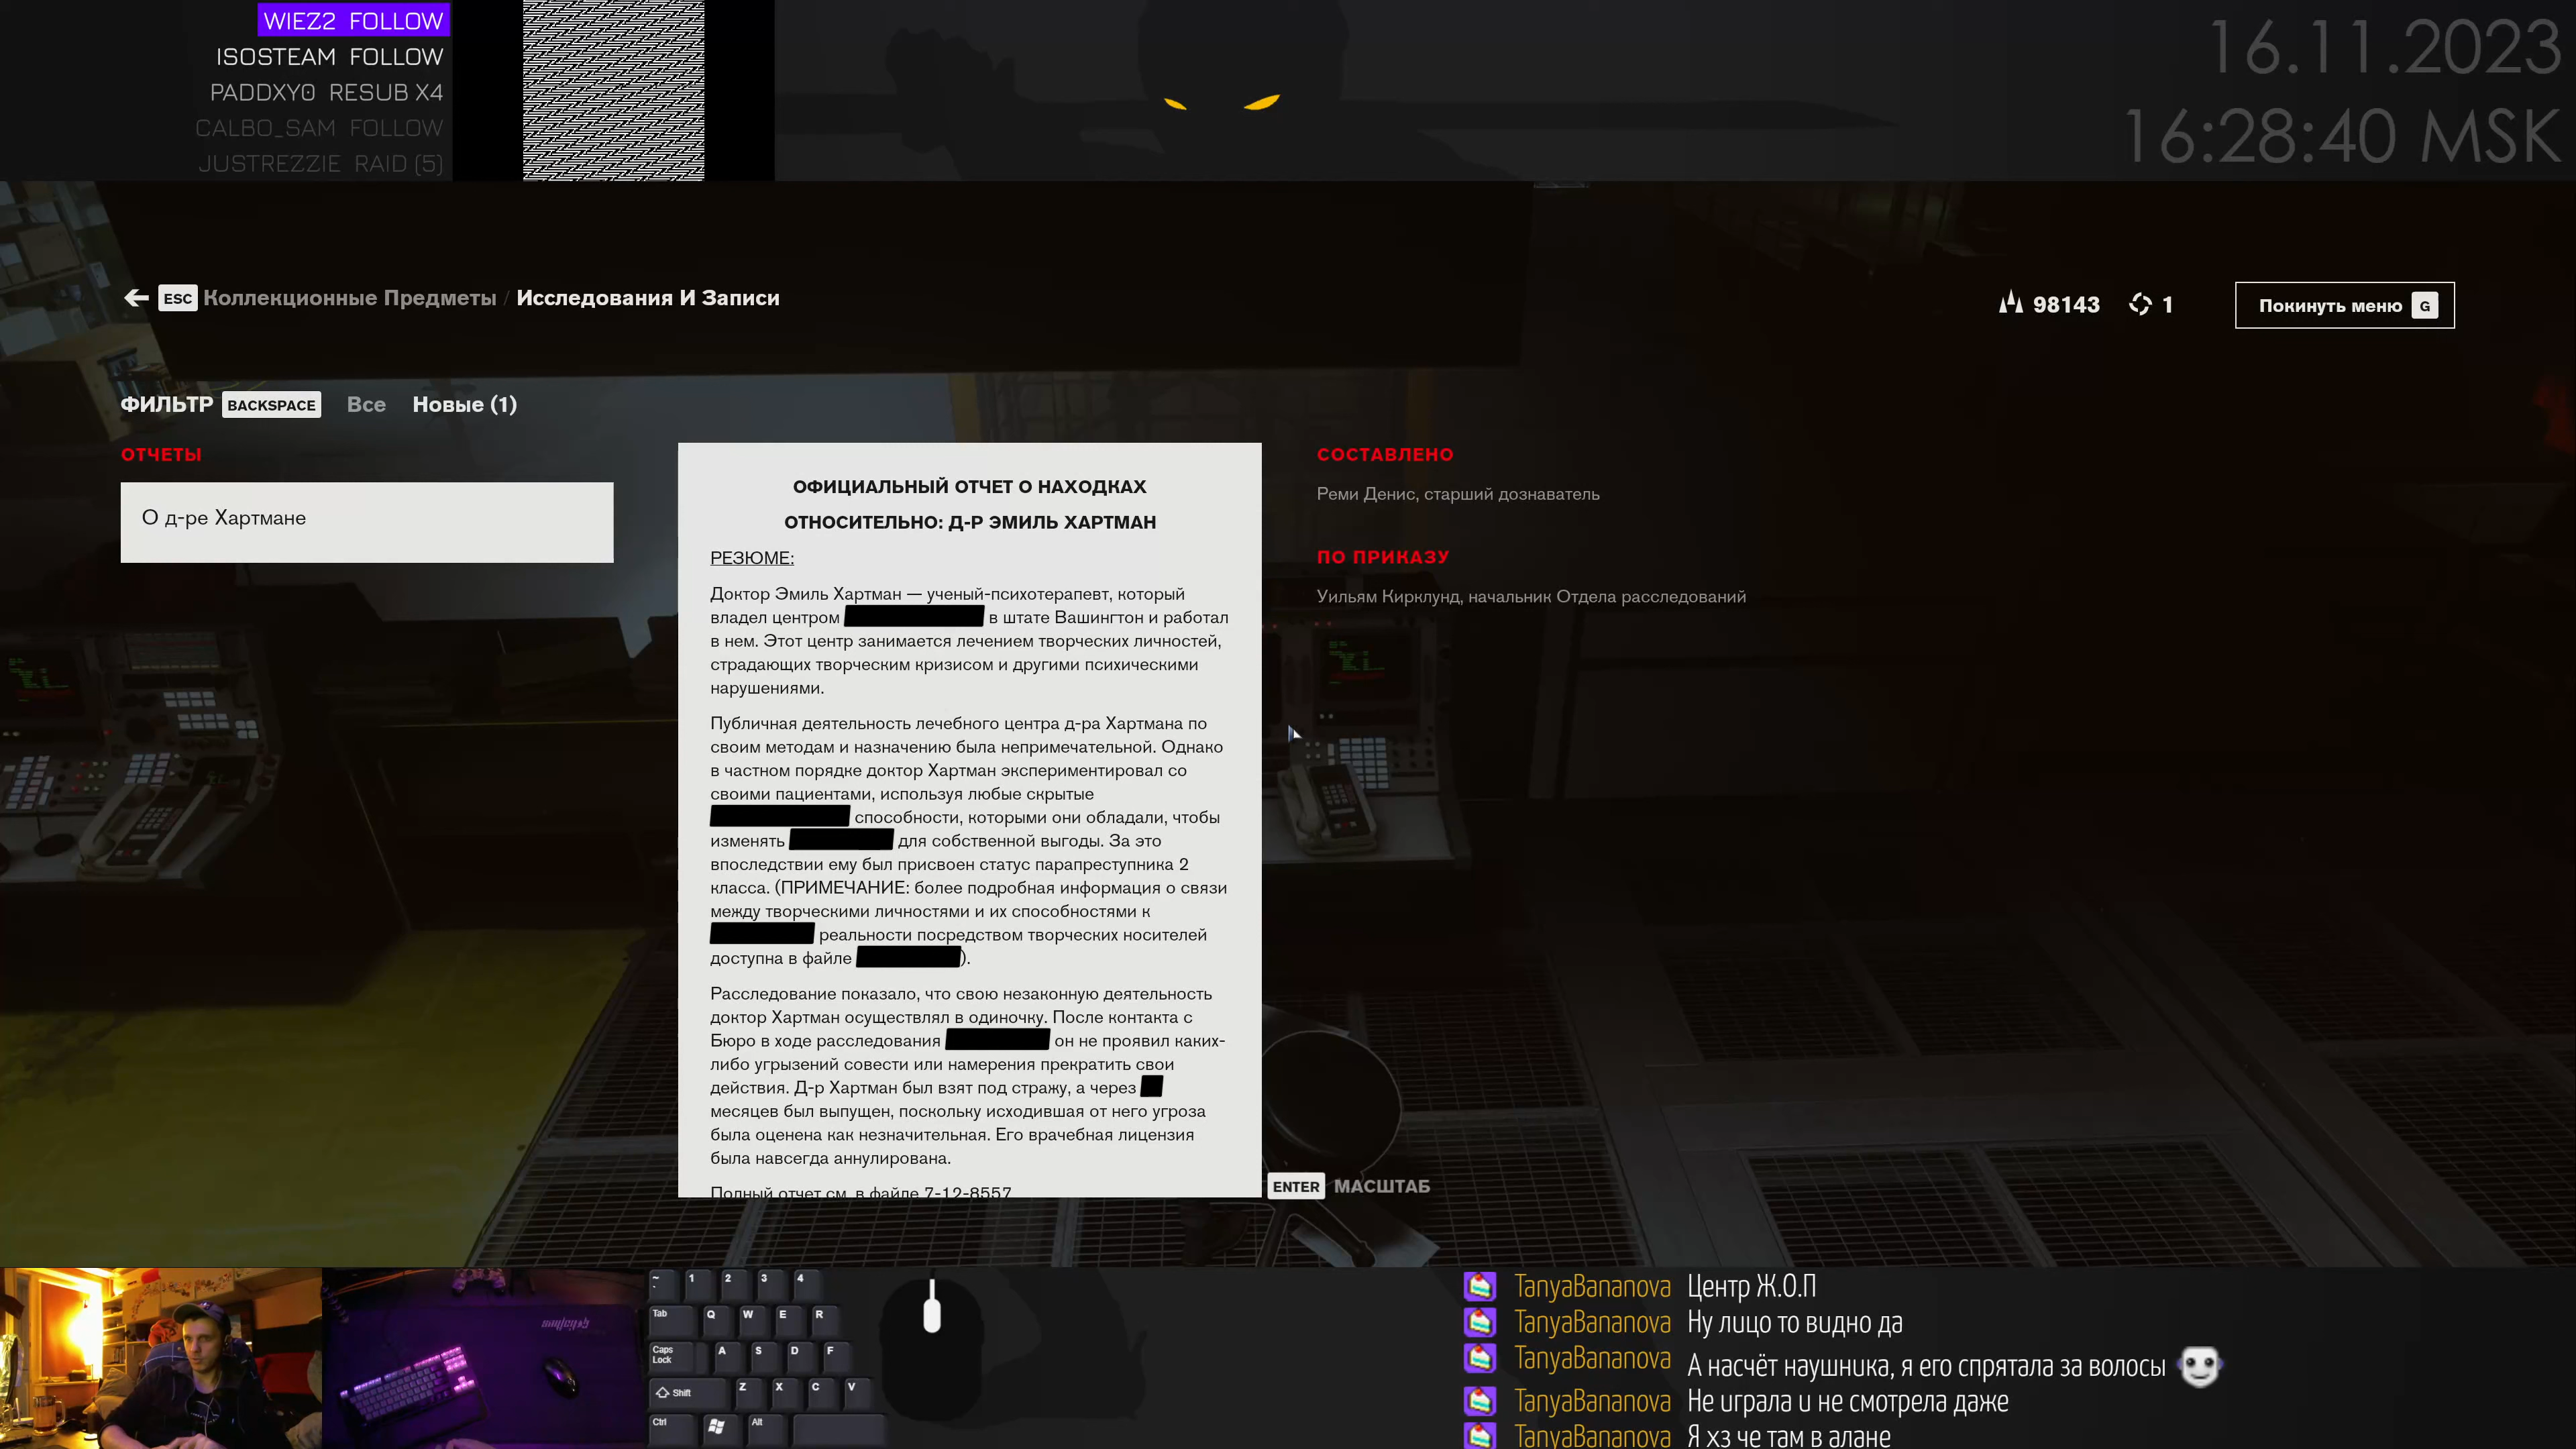 WIEZ2 FOLLOW
ISOSTEAM FOLLOW
PADDXY0 RESUB X4
CALBO_SAM FOLLOW
JUSTREZZIE RAID (5)
16.11.2023
16:28:40 MSK
ESC Коллекционные Предметы / Исследования И Записи
98143 1
Покинуть меню G
ФИЛЬТР BACKSPACE Все Новые (1)
ОТЧЕТЫ
О д-ре Хартмане
ОФИЦИАЛЬНЫЙ ОТЧЕТ О НАХОДКАХ
ОТНОСИТЕЛЬНО: Д-Р ЭМИЛЬ ХАРТМАН
РЕЗЮМЕ:
Доктор Эмиль Хартман — ученый-психотерапевт, который
владел центром в штате Вашингтон и работал
в нем. Этот центр занимается лечением творческих личностей,
страдающих творческим кризисом и другими психическими
нарушениями.
Публичная деятельность лечебного центра д-ра Хартмана по
своим методам и назначению была непримечательной. Однако
в частном порядке доктор Хартман экспериментировал со
своими пациентами, используя любые скрытые
способности, которыми они обладали, чтобы
изменять для собственной выгоды. За это
впоследствии ему был присвоен статус парапреступника 2
класса. (ПРИМЕЧАНИЕ: более подробная информация о связи
между творческими личностями и их способностями к
реальности посредством творческих носителей
доступна в файле ).
Расследование показало, что свою незаконную деятельность
доктор Хартман осуществлял в одиночку. После контакта с
Бюро в ходе расследования он не проявил каких-
либо угрызений совести или намерения прекратить свои
действия. Д-р Хартман был взят под стражу, а через
месяцев был выпущен, поскольку исходившая от него угроза
была оценена как незначительная. Его врачебная лицензия
была навсегда аннулирована.
Полный отчет см. в файле 7-12-8557
СОСТАВЛЕНО
Реми Денис, старший дознаватель
ПО ПРИКАЗУ
Уильям Кирклунд, начальник Отдела расследований
ENTER МАСШТАБ
~ 1 2 3 4
Tab Q W E R
Caps Lock A S D F
Shift Z X C V
Ctrl Alt
TanyaBananova Центр Ж.О.П
TanyaBananova Ну лицо то видно да
TanyaBananova А насчёт наушника, я его спрятала за волосы
TanyaBananova Не играла и не смотрела даже
TanyaBananova Я хз че там в алане